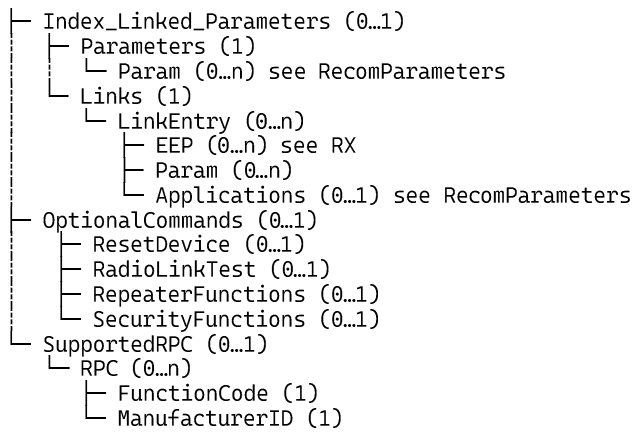 ├─ Index_Linked_Parameters (0…1)
┆  ├─ Parameters (1)
┆  ┆  └─ Param (0…n) see RecomParameters
┆  └─ Links (1)
┆     └─ LinkEntry (0…n)
┆        ├─ EEP (0…n) see RX
┆        ├─ Param (0…n)
┆        └─ Applications (0…1) see RecomParameters
├─ OptionalCommands (0…1)
┆   ├─ ResetDevice (0…1)
┆   ├─ RadioLinkTest (0…1)
┆   ├─ RepeaterFunctions (0…1)
┆   └─ SecurityFunctions (0…1)
└─ SupportedRPC (0…1)
   └─ RPC (0…n)
      ├─ FunctionCode (1)
      └─ ManufacturerID (1)